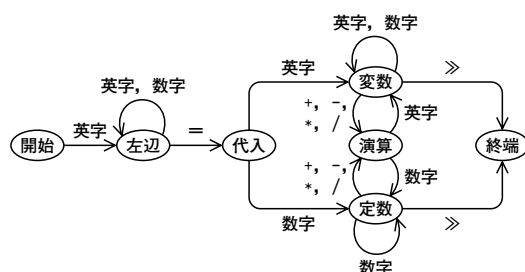 英字, 数字
英字
変数
≫
+, -,
*, /
英字
英字, 数字
英字
=
開始
左辺
代入
演算
終端
+, -,
*, /
数字
数字
定数
≫
数字